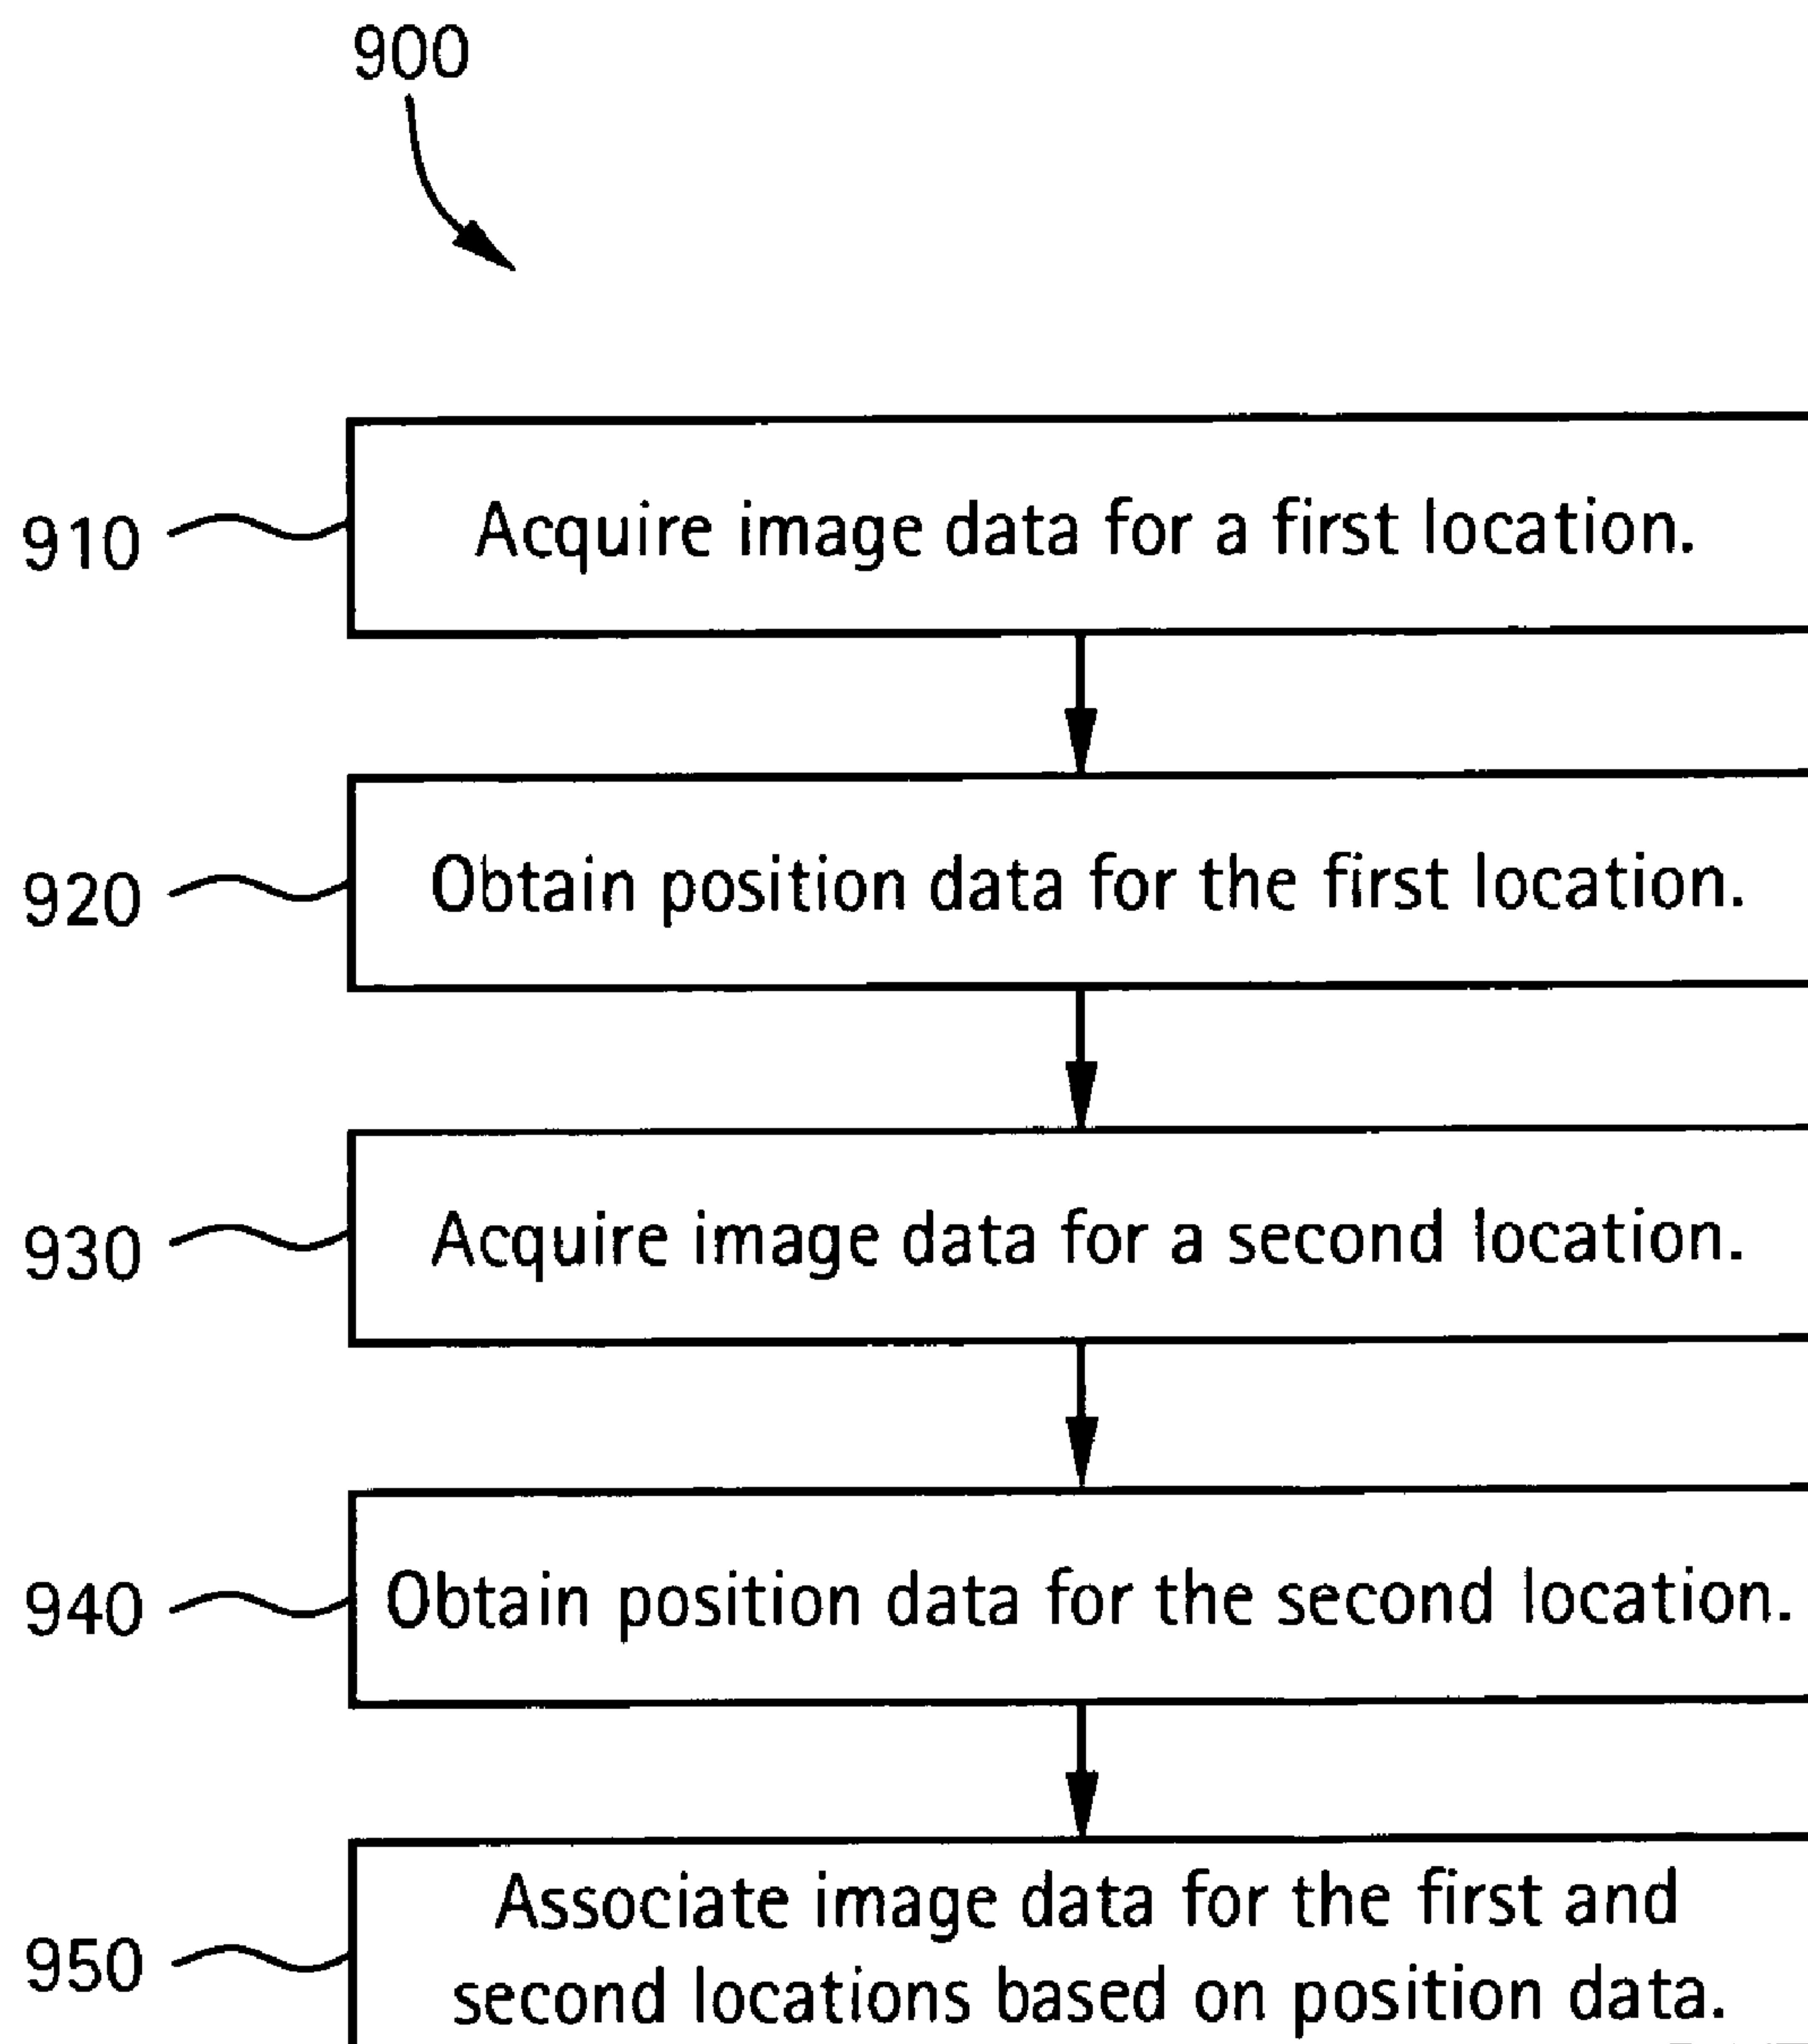 900
910
Acquire image data for a first location.
920
Obtain position data for the first location.
930
Acquire image data for a second location.
940
Obtain position data for the second location.
950
Associate image data for the first and
second locations based on position data.